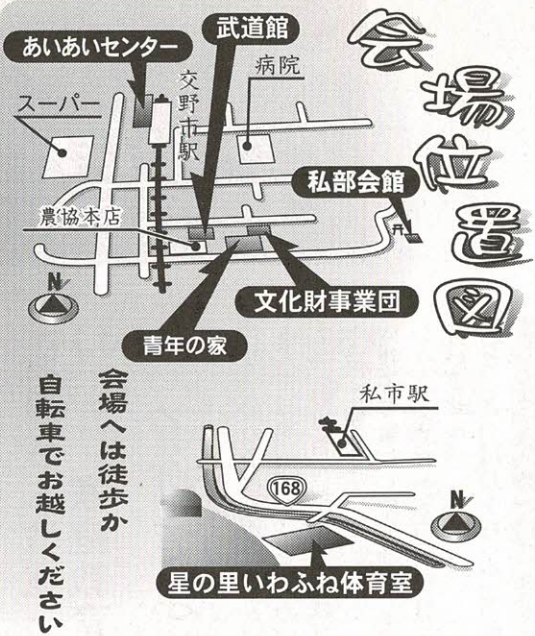 会場位置図
あいあいセンター
武道館
病院
スーパー
交野市駅
私部会館
農協本店
文化財事業団
青年の家
N
会場へは徒歩か
自転車でお越しください
私市駅
168
N
星の里いわふね体育室